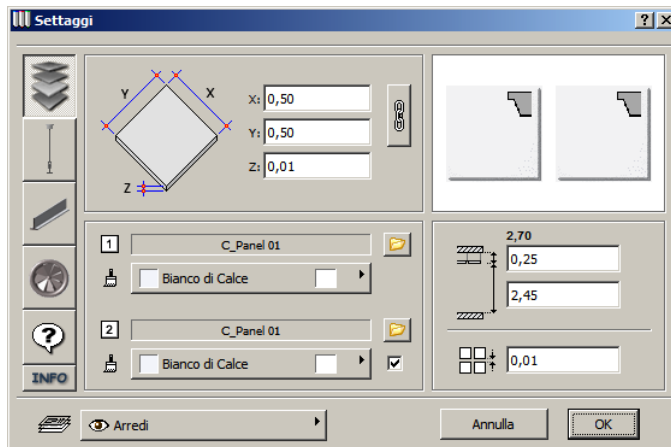 Settaggi
Y
X
Z
X: 0,50
Y: 0,50
Z: 0,01
1 C_Panel 01
Bianco di Calce
2 C_Panel 01
Bianco di Calce
2,70
0,25
2,45
0,01
INFO
Arredi
Annulla
OK